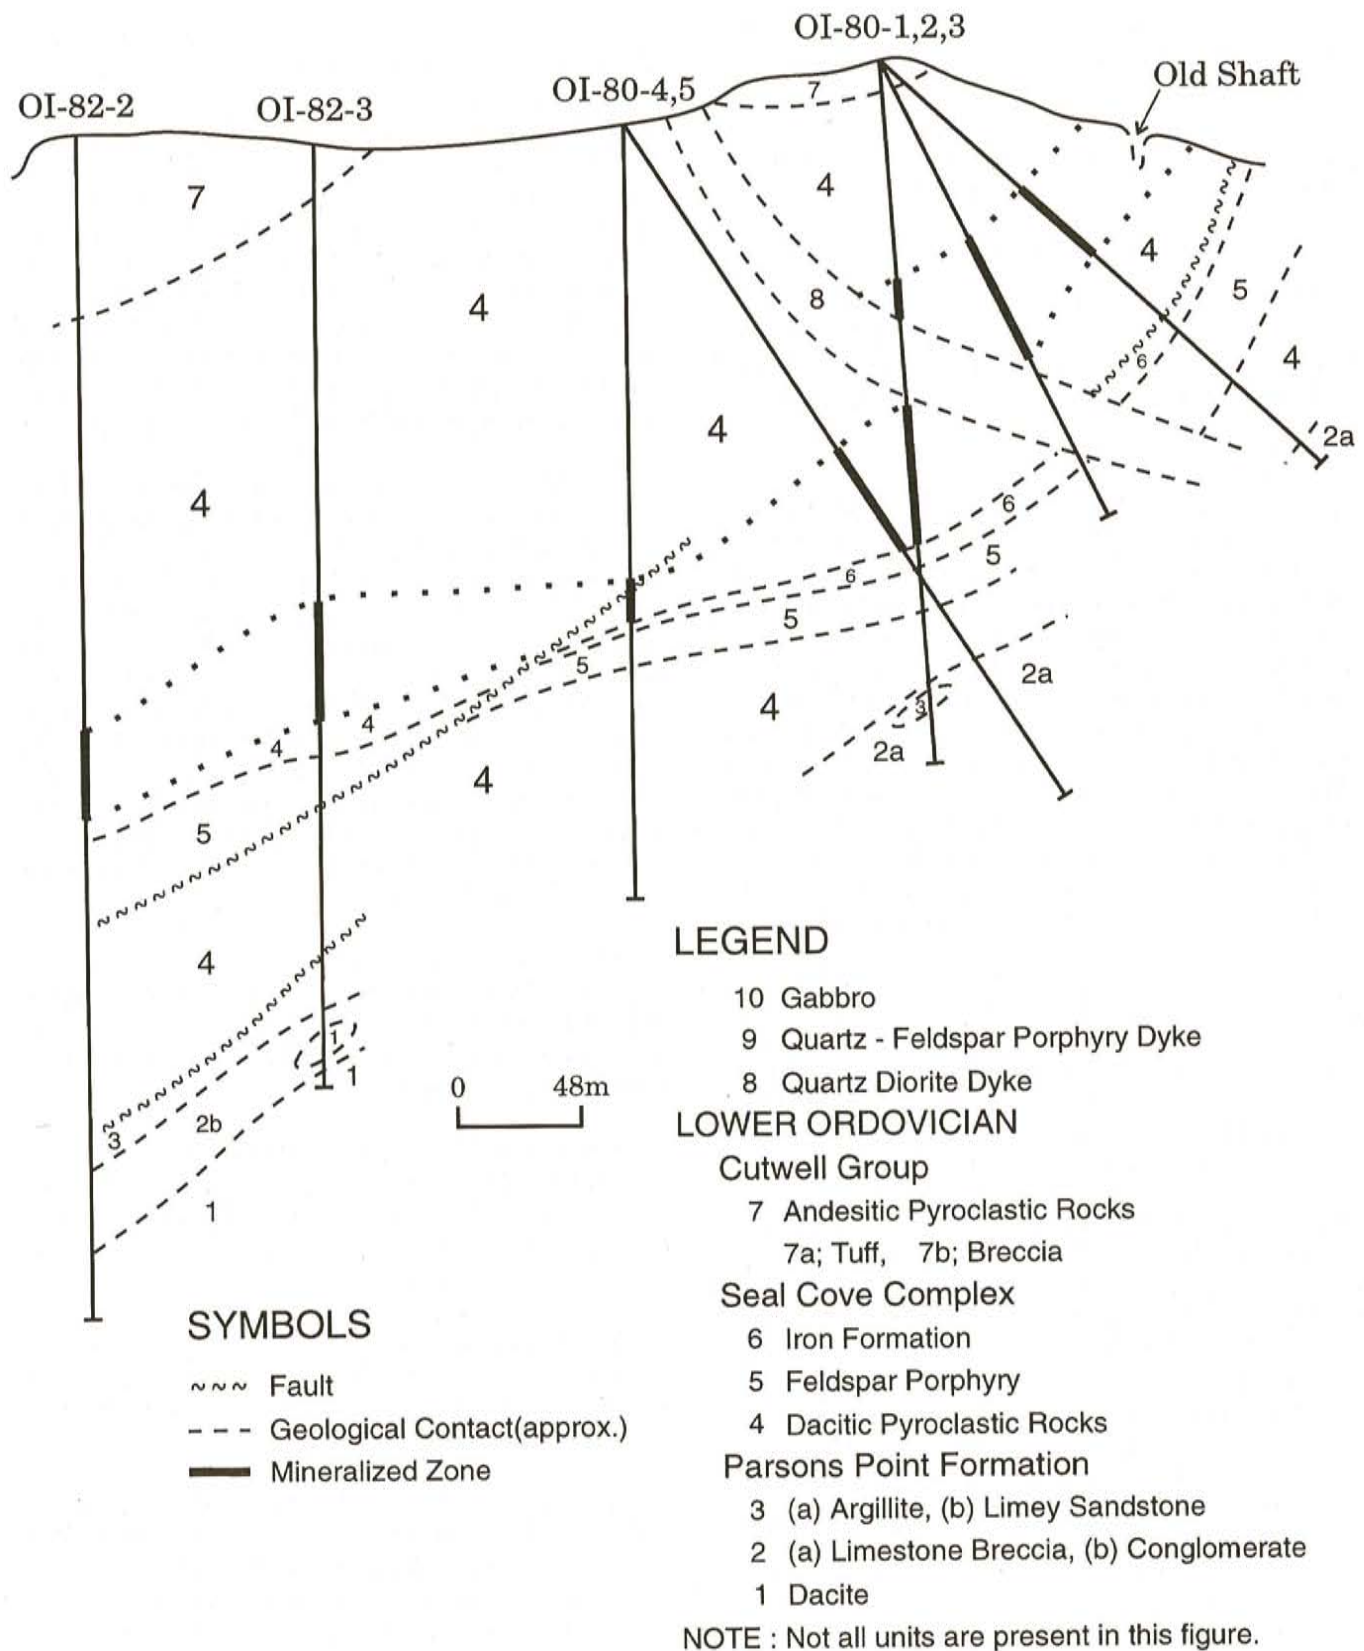 OI-80-1,2,3
Old Shaft
OI-80-4,5
OI-82-2
OI-82-3
7
7
4
4
4
8
5
4
4
6
2a
4
4
6
5
6
5
5
2a
4
4
4
3
2a
4
5
4
1
3
2b
1
1
0 48m
LEGEND
10 Gabbro
9 Quartz - Feldspar Porphyry Dyke
8 Quartz Diorite Dyke
LOWER ORDOVICIAN
Cutwell Group
7 Andesitic Pyroclastic Rocks
7a; Tuff, 7b; Breccia
Seal Cove Complex
6 Iron Formation
5 Feldspar Porphyry
4 Dacitic Pyroclastic Rocks
Parsons Point Formation
3 (a) Argillite, (b) Limey Sandstone
2 (a) Limestone Breccia, (b) Conglomerate
1 Dacite
NOTE : Not all units are present in this figure.
SYMBOLS
~~~ Fault
--- Geological Contact(approx.)
Mineralized Zone